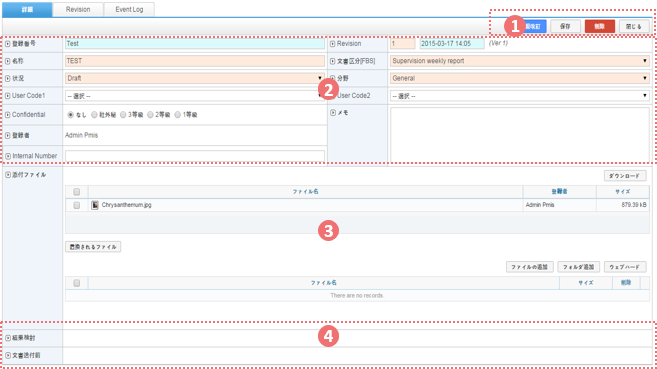 詳細 Revision Event Log
1 削改訂 保存 削除 閉じる
登録番号 Test Revision 1 2015-03-17 14:05 (Ver 1)
名称 TEST 文書区分[FBS] Supervision weekly report
状況 Draft 分野 General
User Code1 -- 選択 -- 2 User Code2 -- 選択 --
Confidential なし 社外秘 3等級 2等級 1等級 メモ
登録者 Admin Pmis
Internal Number
添付ファイル ダウンロード
ファイル名 登録者 サイズ
Chrysanthemum.jpg Admin Pmis 879.39 kB
3
置換されるファイル
ファイルの追加 フォルダ追加 ウェブハード
ファイル名 サイズ 削除
There are no records.
4
結果検討
文書送付前